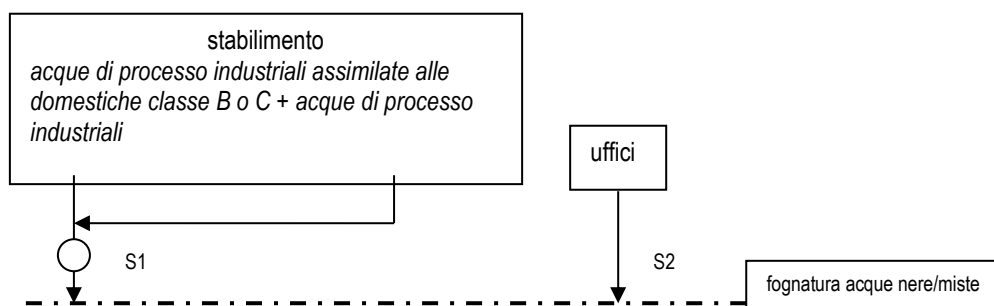 stabilimento
acque di processo industriali assimilate alle
domestiche classe B o C + acque di processo
industriali
uffici
S1
S2
fognatura acque nere/miste